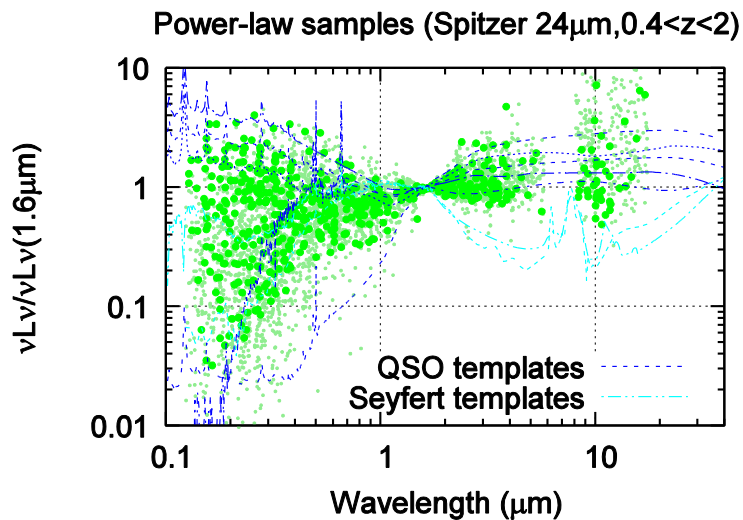 Power-law samples (Spitzer 24μm,0.4<z<2)
10
1
0.1
0.01
νLν/νLν(1.6μm)
QSO templates
Seyfert templates
0.1 1 10
Wavelength (μm)